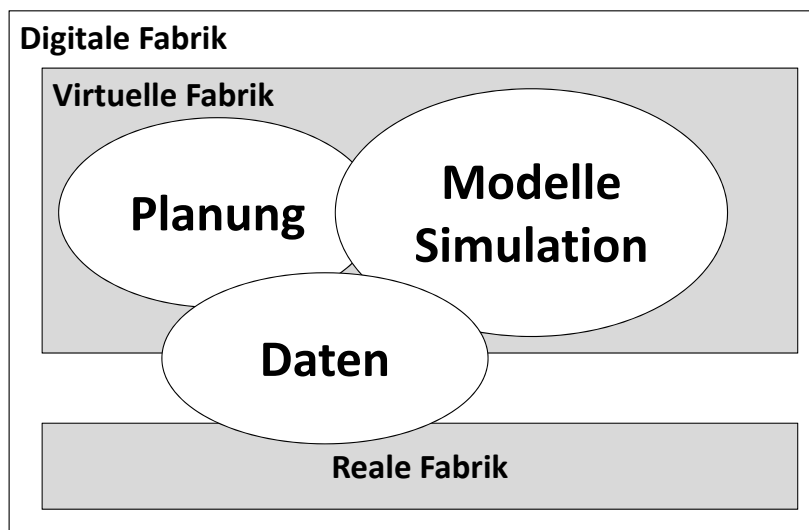 Digitale Fabrik
Virtuelle Fabrik
Planung
Modelle
Simulation
Daten
Reale Fabrik